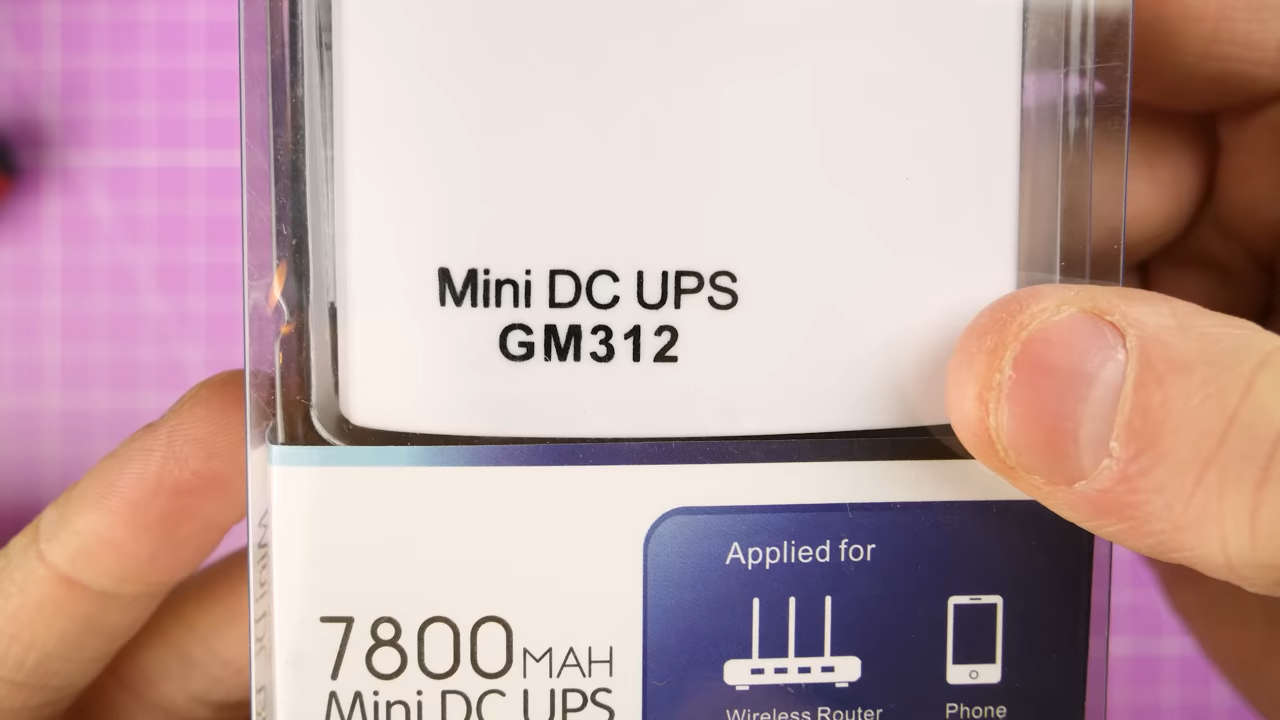 Mini DC UPS
GM312
Applied for
7800MAH
Mini DC UPS
Wireless Router
Phone